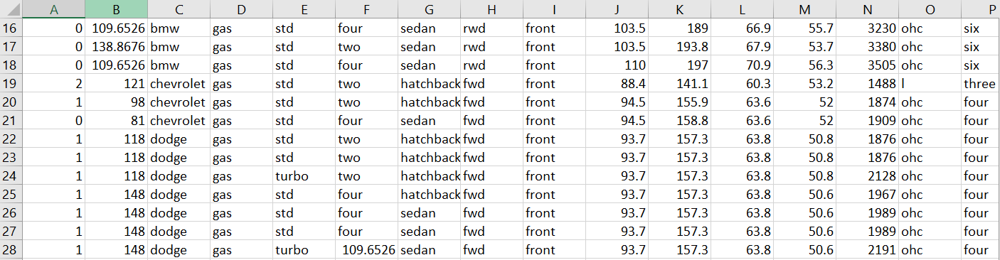 A B C D E F G H I J K L M N O P
16 0 109.6526 bmw gas std four sedan rwd front 103.5 189 66.9 55.7 3230 ohc six
17 0 138.8676 bmw gas std two sedan rwd front 103.5 193.8 67.9 53.7 3380 ohc six
18 0 109.6526 bmw gas std four sedan rwd front 110 197 70.9 56.3 3505 ohc six
19 2 121 chevrolet gas std two hatchback fwd front 88.4 141.1 60.3 53.2 1488 l three
20 1 98 chevrolet gas std two hatchback fwd front 94.5 155.9 63.6 52 1874 ohc four
21 0 81 chevrolet gas std four sedan fwd front 94.5 158.8 63.6 52 1909 ohc four
22 1 118 dodge gas std two hatchback fwd front 93.7 157.3 63.8 50.8 1876 ohc four
23 1 118 dodge gas std two hatchback fwd front 93.7 157.3 63.8 50.8 1876 ohc four
24 1 118 dodge gas turbo two hatchback fwd front 93.7 157.3 63.8 50.8 2128 ohc four
25 1 148 dodge gas std four hatchback fwd front 93.7 157.3 63.8 50.6 1967 ohc four
26 1 148 dodge gas std four sedan fwd front 93.7 157.3 63.8 50.6 1989 ohc four
27 1 148 dodge gas std four sedan fwd front 93.7 157.3 63.8 50.6 1989 ohc four
28 1 148 dodge gas turbo 109.6526 sedan fwd front 93.7 157.3 63.8 50.6 2191 ohc four